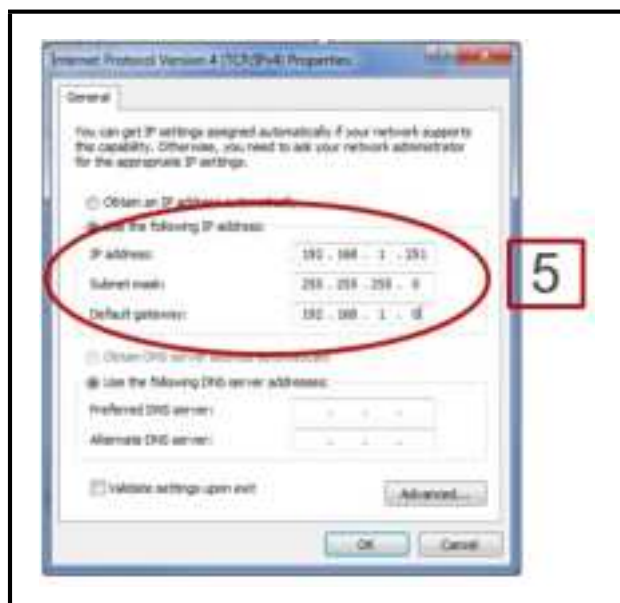 Internet Protocol Version 4 (TCP/IPv4) Properties
General
You can get IP settings assigned automatically if your network supports
this capability. Otherwise, you need to ask your network administrator
for the appropriate IP settings.
Obtain an IP address automatically
Use the following IP address:
IP address: 192 . 168 . 1 .
Subnet mask: 255 . 255 . 255 . 0
Default gateway: 192 . 168 . 1 .
5
Obtain DNS server address automatically
Use the following DNS server addresses:
Preferred DNS server: . . .
Alternate DNS server: . . .
Validate settings upon exit
Advanced...
OK Cancel